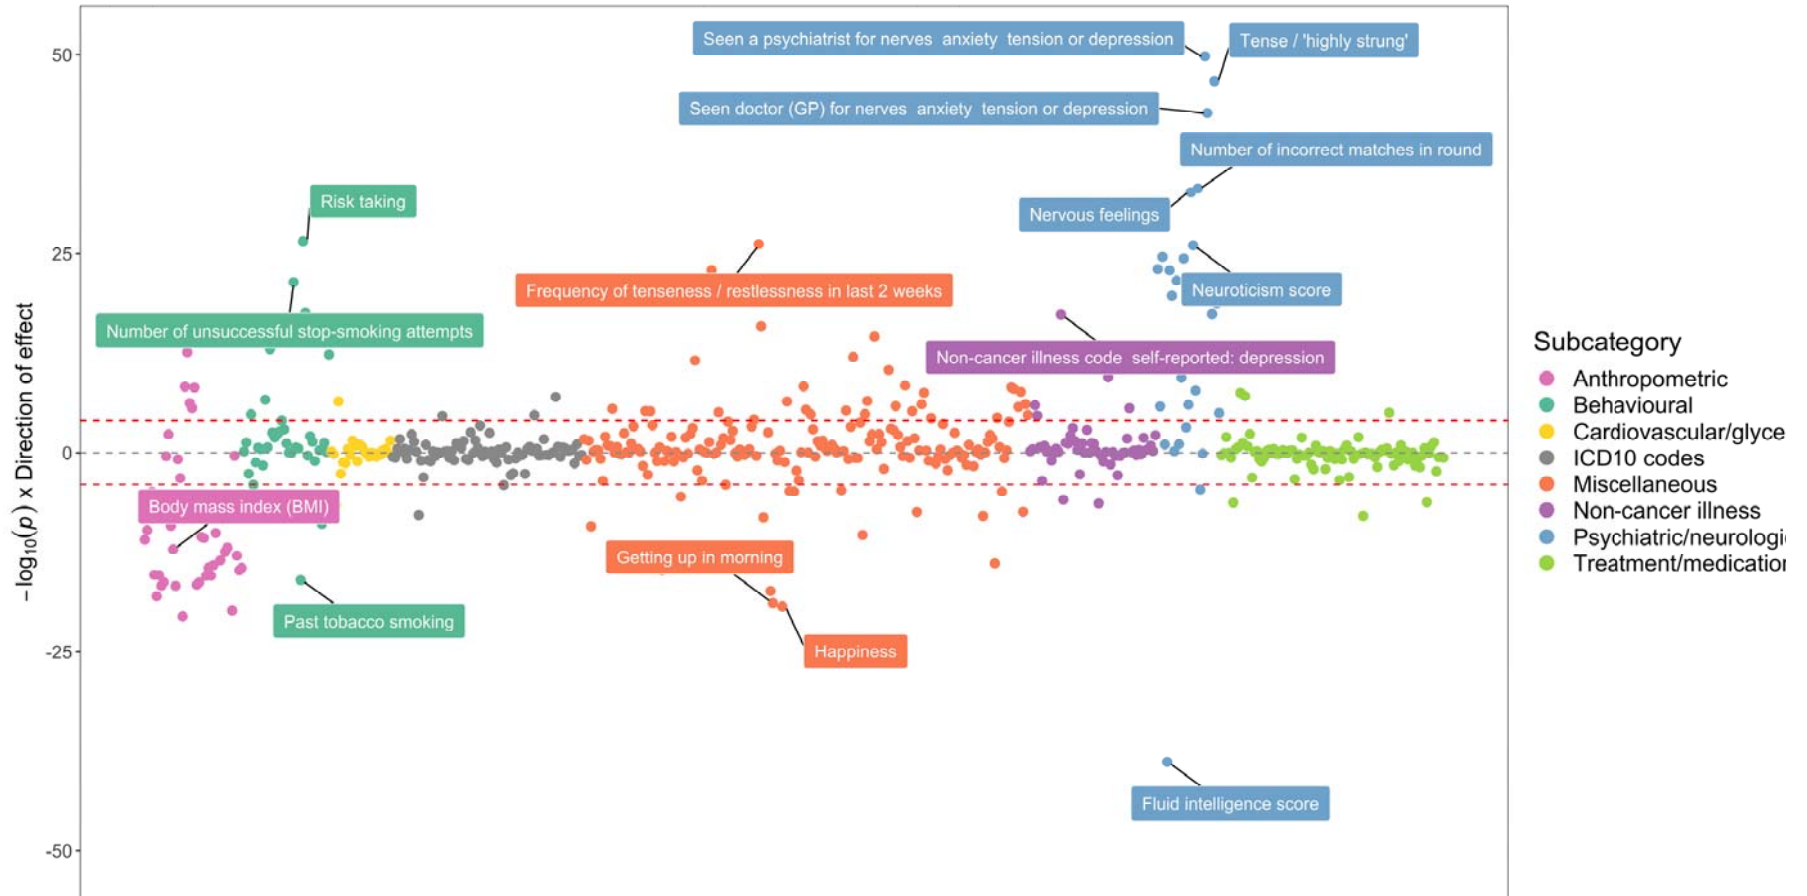 50
25
0
-25
-50
−log10(p) x Direction of effect
Seen a psychiatrist for nerves  anxiety  tension or depression
Tense / 'highly strung'
Seen doctor (GP) for nerves  anxiety  tension or depression
Number of incorrect matches in round
Risk taking
Nervous feelings
Frequency of tenseness / restlessness in last 2 weeks
Neuroticism score
Number of unsuccessful stop-smoking attempts
Non-cancer illness code  self-reported: depression
Body mass index (BMI)
Getting up in morning
Past tobacco smoking
Happiness
Fluid intelligence score
Subcategory
Anthropometric
Behavioural
Cardiovascular/glyce
ICD10 codes
Miscellaneous
Non-cancer illness
Psychiatric/neurologi
Treatment/medication